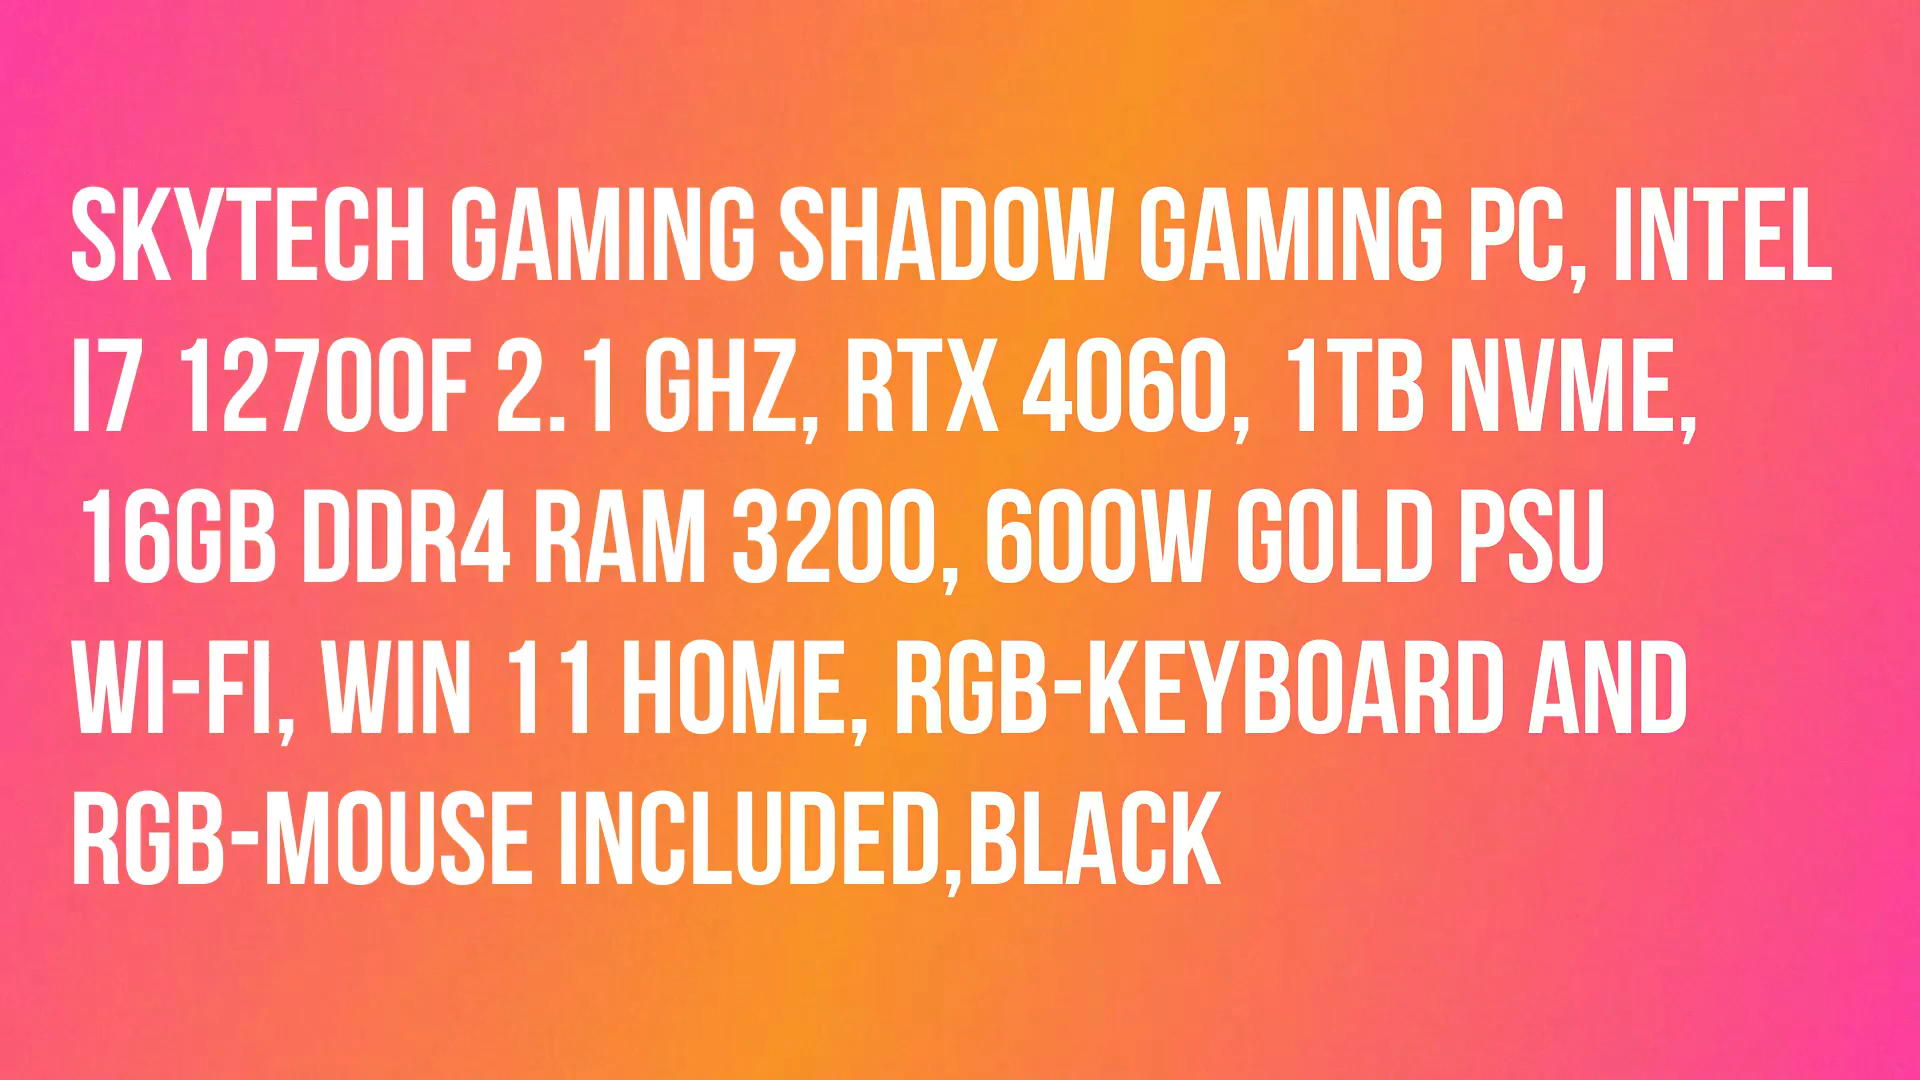 SKYTECH GAMING SHADOW GAMING PC, INTEL
I7 12700F 2.1 GHZ, RTX 4060, 1TB NVME,
16GB DDR4 RAM 3200, 600W GOLD PSU
WI-FI, WIN 11 HOME, RGB-KEYBOARD AND
RGB-MOUSE INCLUDED,BLACK